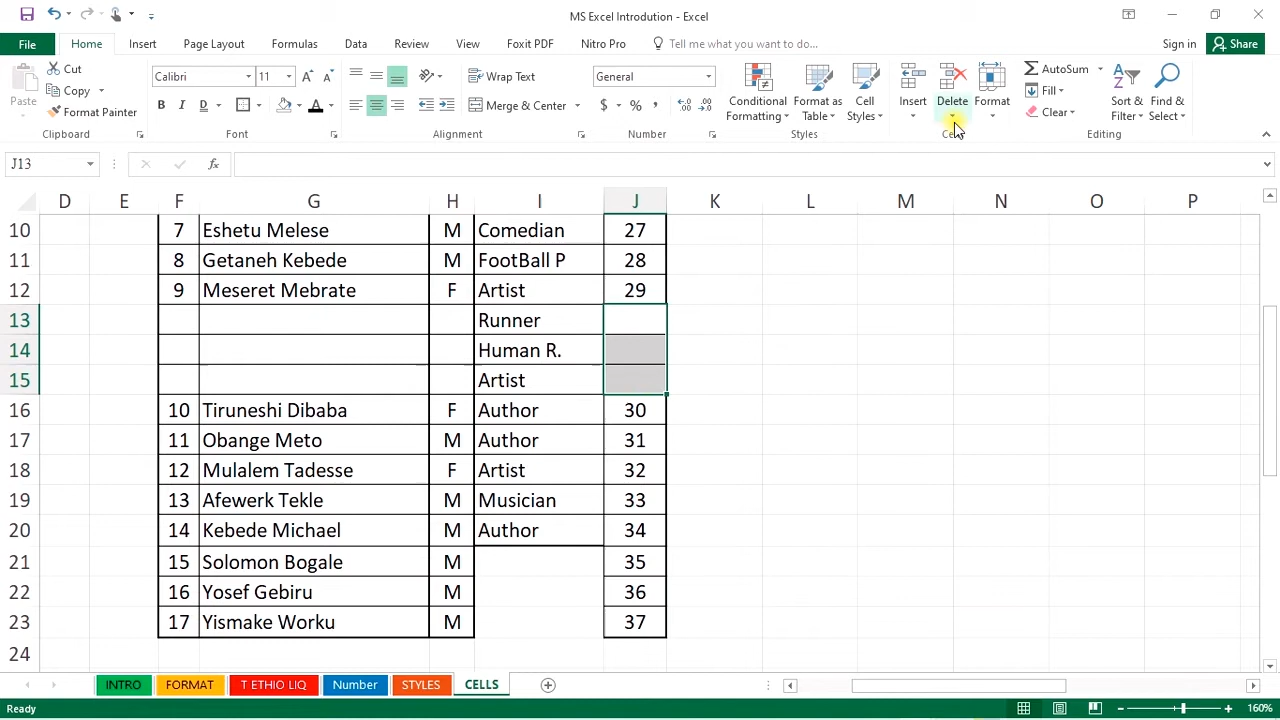 MS Excel Introdution - Excel
File Home Insert Page Layout Formulas Data Review View Foxit PDF Nitro Pro Tell me what you want to do... Sign in Share
Paste Cut Copy Format Painter Clipboard
Calibri 11 A A B I D A Font
Wrap Text Merge & Center Alignment
General $ % , Number
Conditional Formatting Format as Table Cell Styles Styles
Insert Delete Format
AutoSum Fill Clear Sort & Filter Find & Select Editing
J13 fx
D E F G H I J K L M N O P
10 7 Eshetu Melese M Comedian 27
11 8 Getaneh Kebede M FootBall P 28
12 9 Meseret Mebrate F Artist 29
13 Runner
14 Human R.
15 Artist
16 10 Tiruneshi Dibaba F Author 30
17 11 Obange Meto M Author 31
18 12 Mulalem Tadesse F Artist 32
19 13 Afewerk Tekle M Musician 33
20 14 Kebede Michael M Author 34
21 15 Solomon Bogale M 35
22 16 Yosef Gebiru M 36
23 17 Yismake Worku M 37
24
INTRO FORMAT T ETHIO LIQ Number STYLES CELLS
Ready 160%